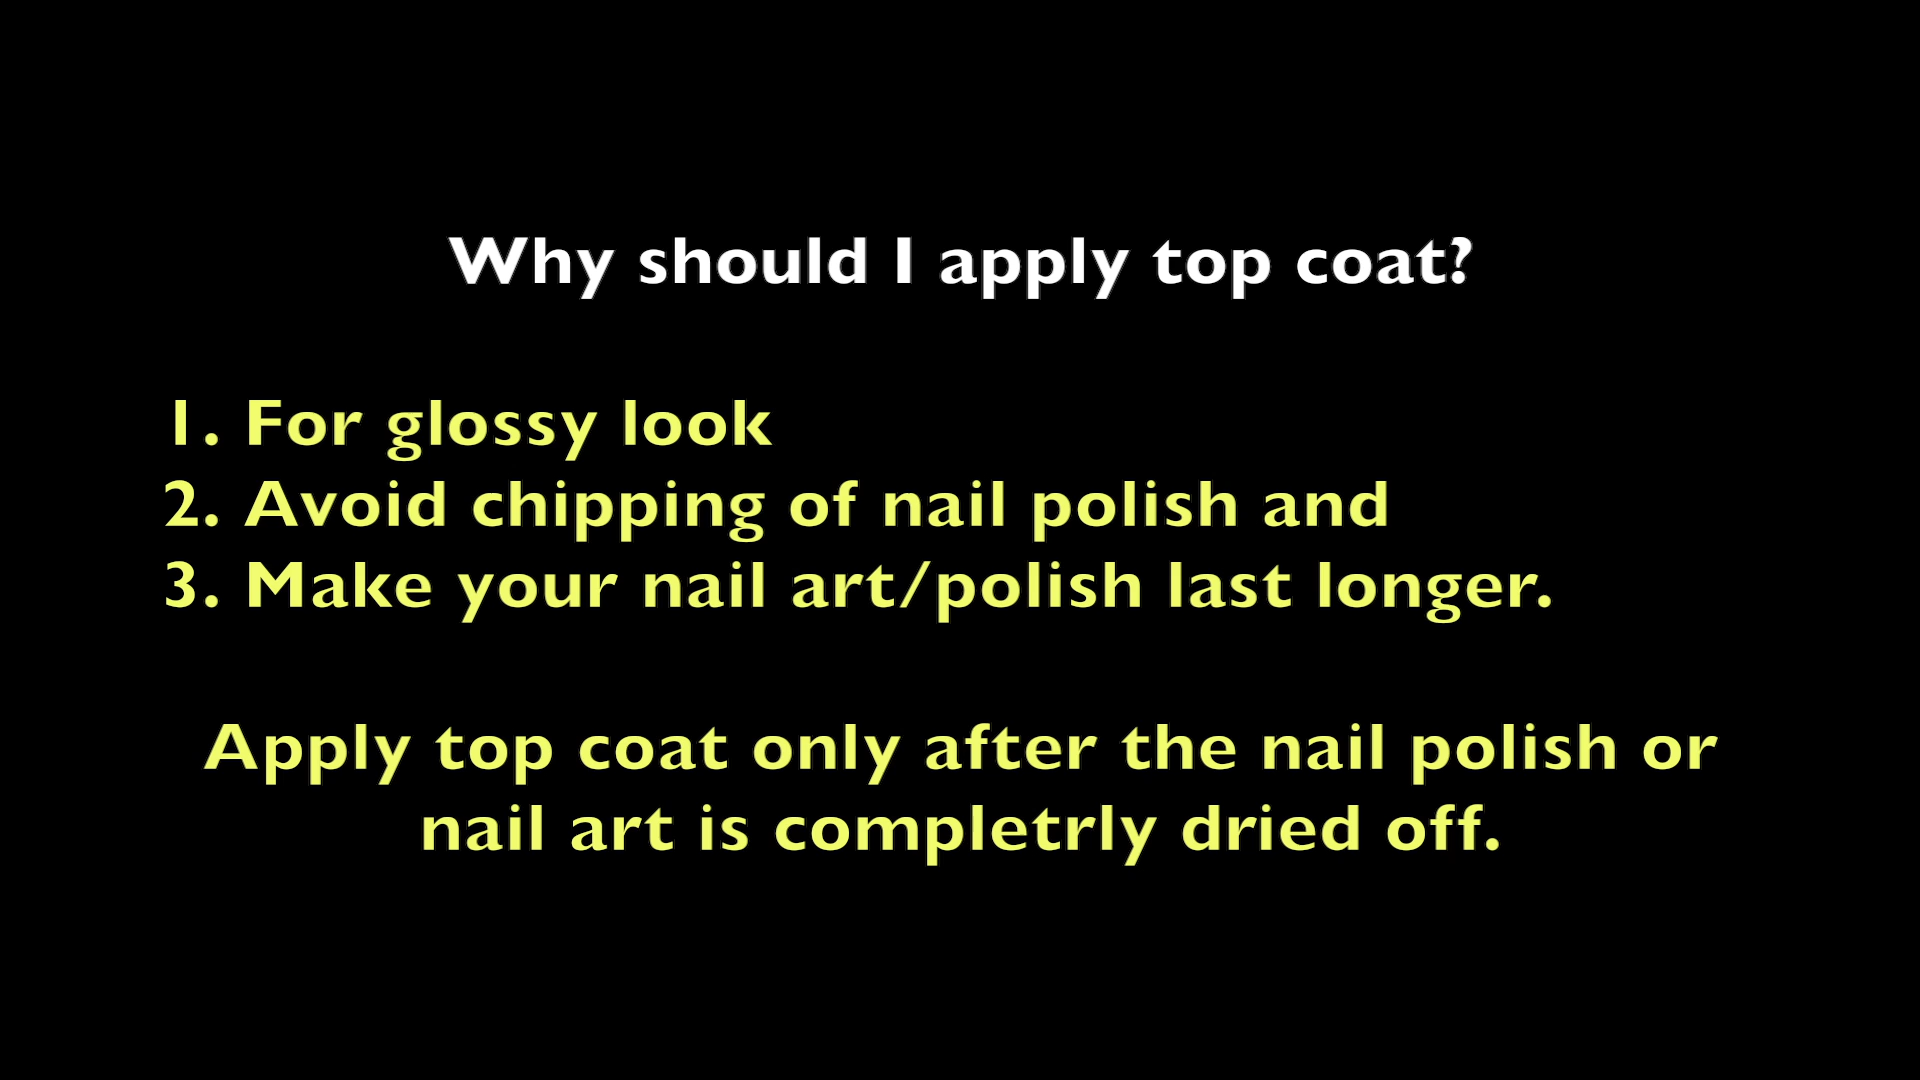 Why should I apply top coat?
1. For glossy look
2. Avoid chipping of nail polish and
3. Make your nail art/polish last longer.
Apply top coat only after the nail polish or
nail art is completrly dried off.